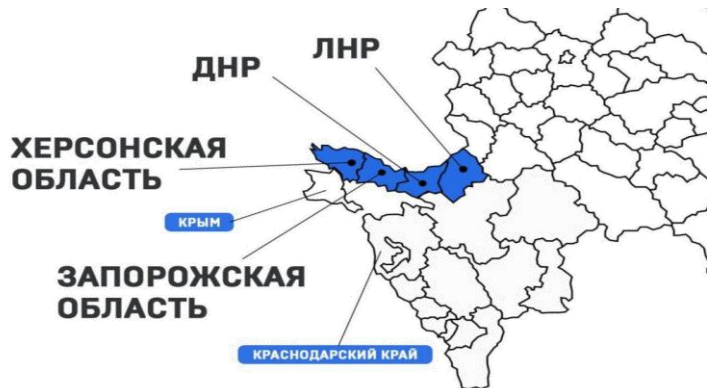 ЛНР
ДНР
ХЕРСОНСКАЯ
ОБЛАСТЬ
КРЫМ
ЗАПОРОЖСКАЯ
ОБЛАСТЬ
КРАСНОДАРСКИЙ КРАЙ